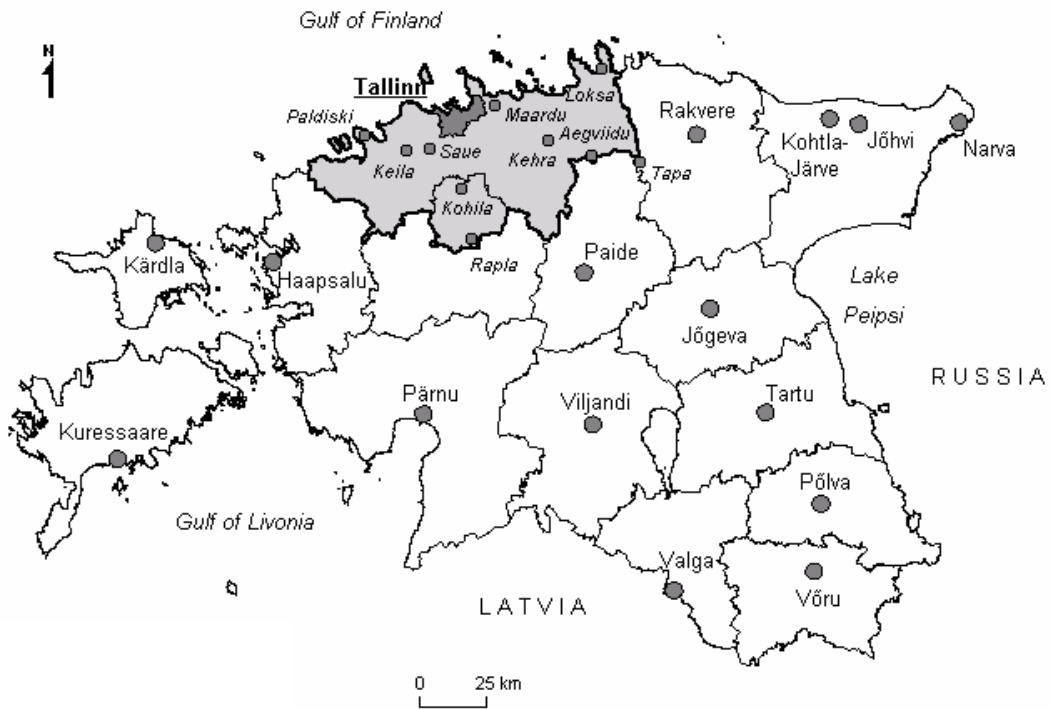 Gulf of Finland
N
Tallinn
Loksa
Paldiski
Maardu
Rakvere
Aegviidu
Kohtla-
Järve
Jõhvi
Narva
Saue
Keila
Kehra
Tapa
Kohila
Kärdla
Haapsalu
Rapla
Paide
Lake
Peipsi
Jõgeva
RUSSIA
Pärnu
Viljandi
Tartu
Kuressaare
Põlva
Gulf of Livonia
Valga
Võru
LATVIA
0 25 km